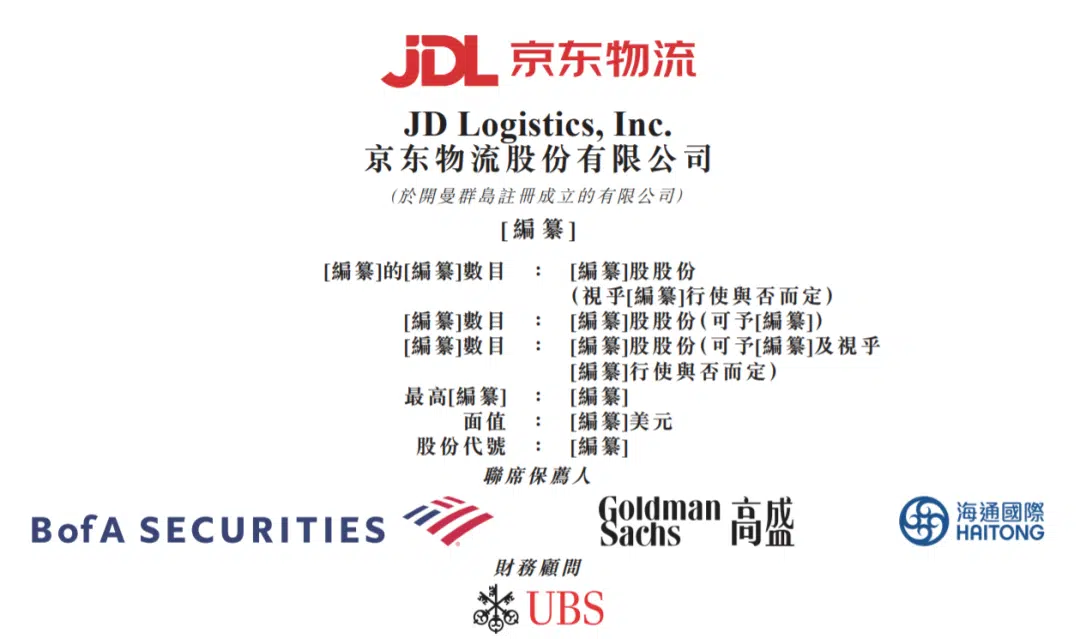 JDL 京东物流
JD Logistics, Inc.
京东物流股份有限公司
(於開曼群島註冊成立的有限公司)
[編纂]
[編纂]的[編纂]數目 : [編纂]股股份
(視乎[編纂]行使與否而定)
[編纂]數目 : [編纂]股股份(可予[編纂])
[編纂]數目 : [編纂]股股份(可予[編纂]及視乎
[編纂]行使與否而定)
最高[編纂] : [編纂]
面值 : [編纂]美元
股份代號 : [編纂]
聯席保薦人
BofA SECURITIES
Goldman Sachs 高盛
海通國際 HAITONG
財務顧問
UBS